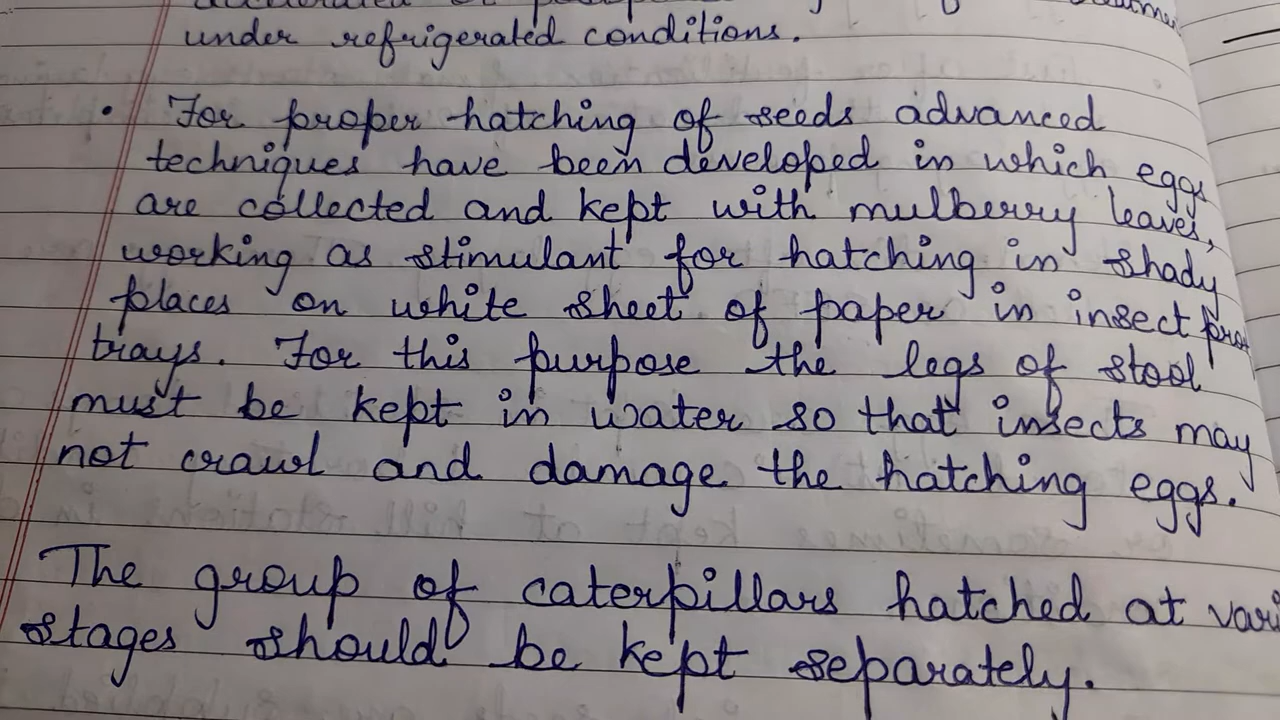 under refrigerated conditions.
• For proper hatching of seeds advanced
techniques have been developed in which eggs
are collected and kept with mulberry leaves,
working as stimulant for hatching in shady
places on white sheet of paper in insect
trays. For this purpose the legs of stool
must be kept in water so that insects may
not crawl and damage the hatching eggs.
The group of caterpillars hatched at
stages should be kept separately.